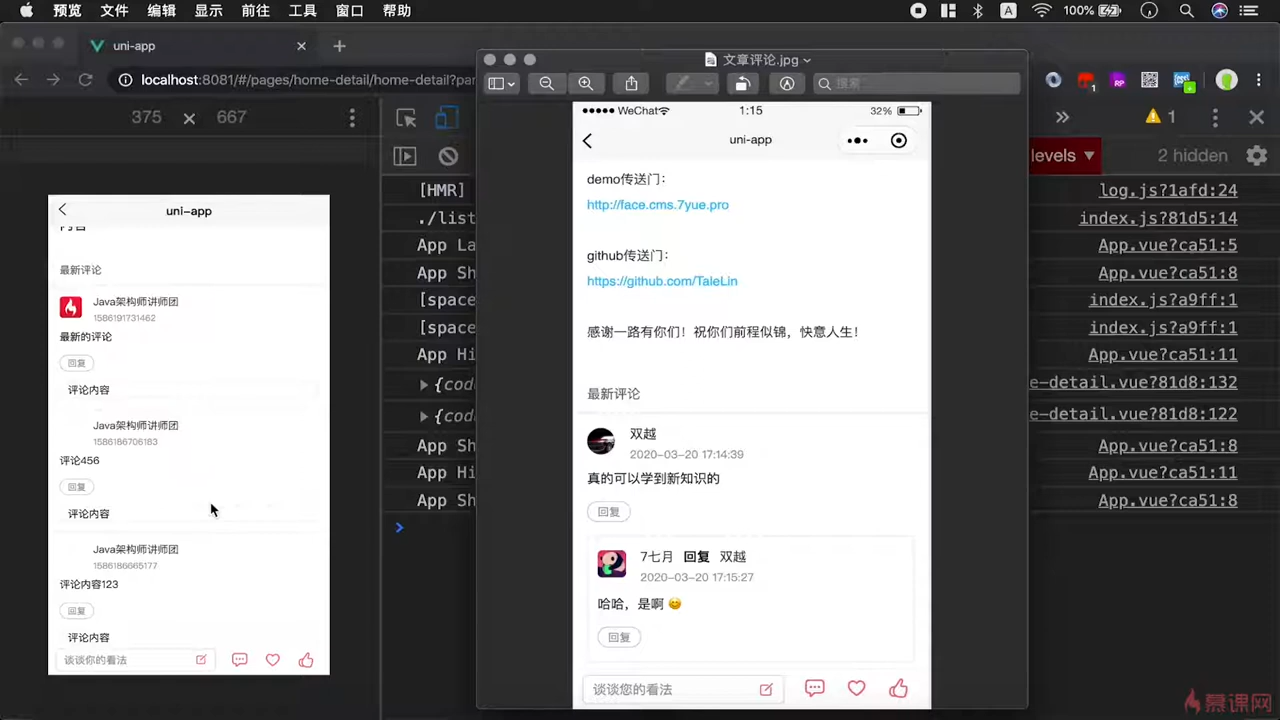 预览 文件 编辑 显示 前往 工具 窗口 帮助
A 100%
uni-app
localhost:8081/#/pages/home-detail/home-detail?par
375 × 667
uni-app
最新评论
Java架构师讲师团
1586191731462
最新的评论
回复
评论内容
Java架构师讲师团
1586186706183
评论456
回复
评论内容
Java架构师讲师团
1586186665177
评论内容123
回复
评论内容
谈谈你的看法
文章评论.jpg
搜索
WeChat 1:15 32%
uni-app
demo传送门：
http://face.cms.7yue.pro
github传送门：
https://github.com/TaleLin
感谢一路有你们！祝你们前程似锦，快意人生！
最新评论
双越
2020-03-20 17:14:39
真的可以学到新知识的
回复
7七月 回复 双越
2020-03-20 17:15:27
哈哈，是啊 😊
回复
谈谈您的看法
RP
1
1
levels ▼ 2 hidden
[HMR] log.js?1afd:24
./list index.js?81d5:14
App La App.vue?ca51:5
App Sh App.vue?ca51:8
[space index.js?a9ff:1
[space index.js?a9ff:1
App Hi App.vue?ca51:11
{code e-detail.vue?81d8:132
{code e-detail.vue?81d8:122
App Sh App.vue?ca51:8
App Hi App.vue?ca51:11
App Sh App.vue?ca51:8
慕课网